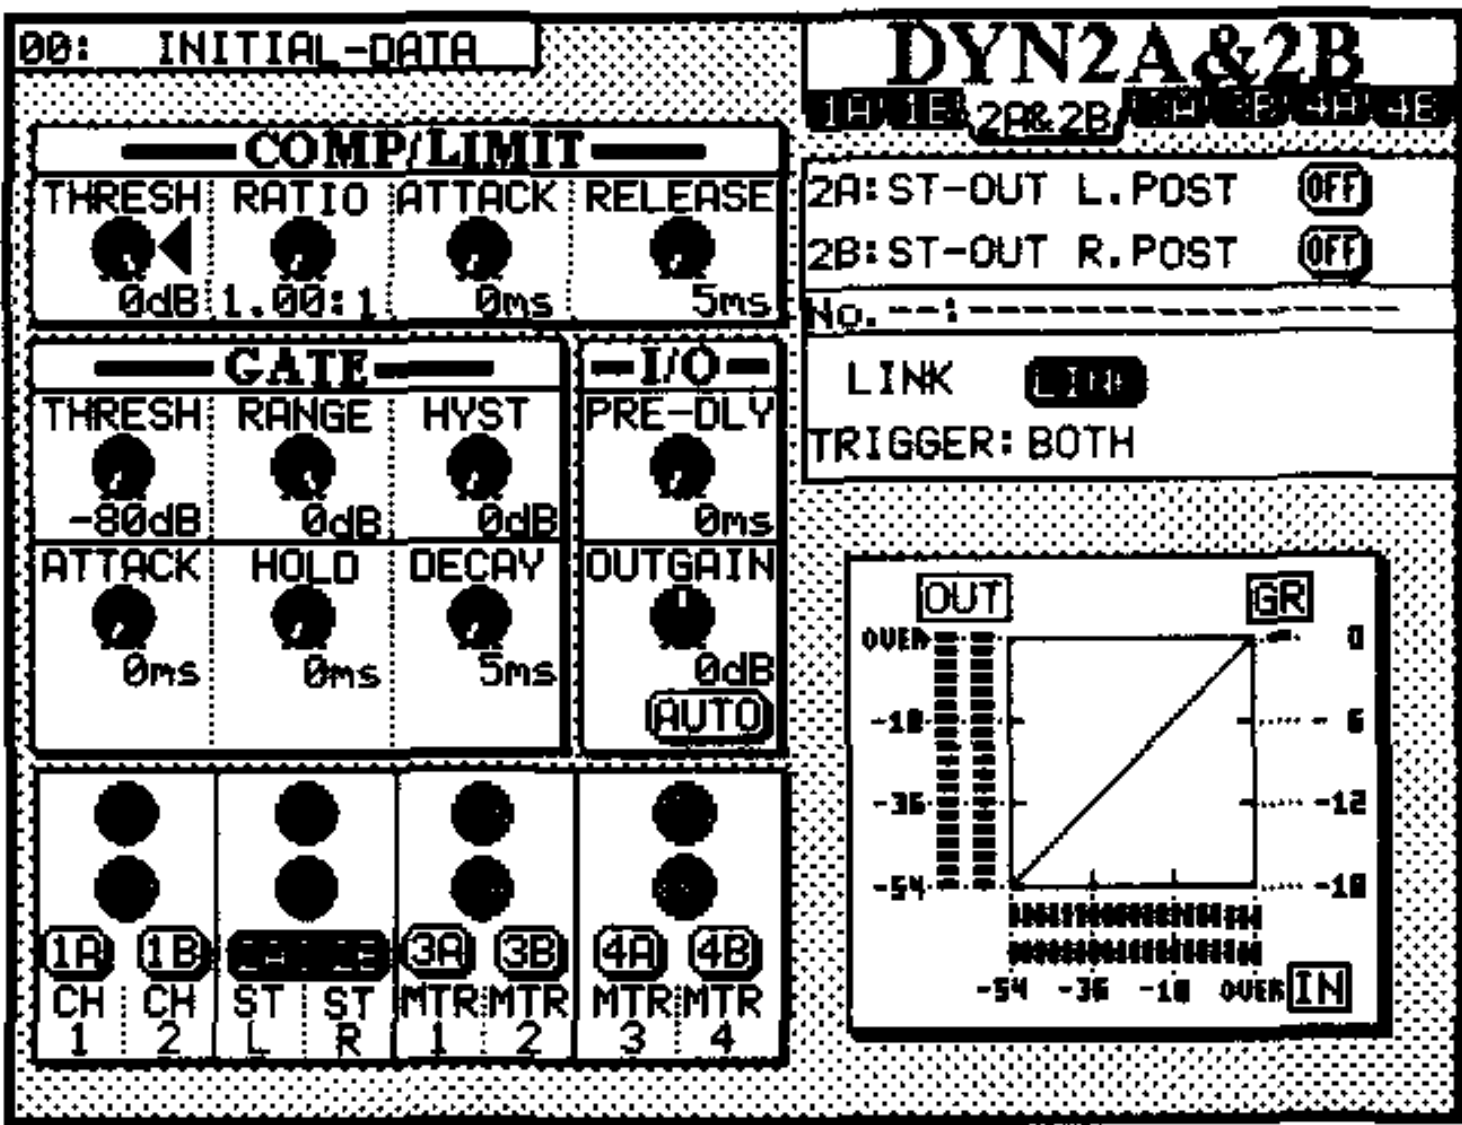 00: INITIAL-DATA
DYN2A&2B
1A 1B 2A&2B 3A 3B 4A 4B
COMP/LIMIT
THRESH RATIO ATTACK RELEASE
0dB 1.00:1 0ms 5ms
2A:ST-OUT L.POST OFF
2B:ST-OUT R.POST OFF
No. --:----------------
LINK LINK
TRIGGER:BOTH
GATE
THRESH RANGE HYST
-80dB 0dB 0dB
ATTACK HOLD DECAY
0ms 0ms 5ms
I/O
PRE-DLY
0ms
OUTGAIN
0dB
AUTO
OUT GR
OVER 0
-18 -6
-36 -12
-54 -18
-54 -36 -18 OVER IN
1A 1B 3A 3B 4A 4B
CH CH ST ST MTR MTR MTR MTR
1 2 L R 1 2 3 4